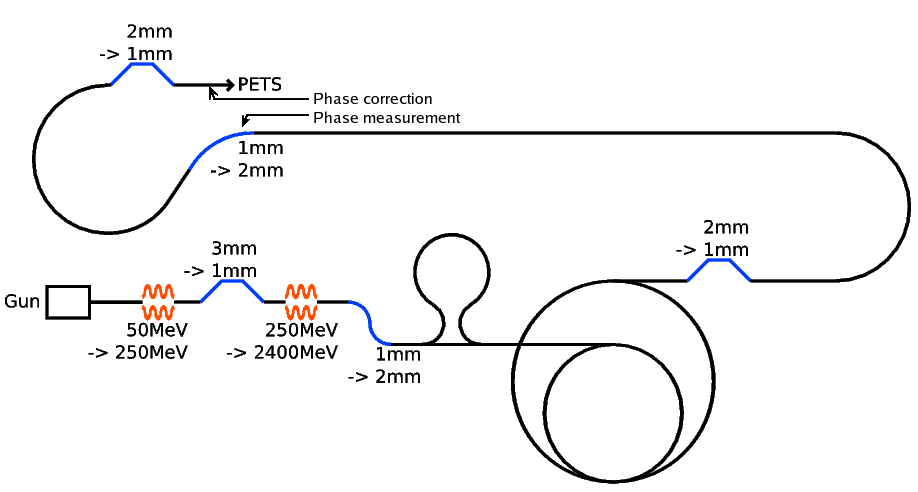 2mm
-> 1mm
PETS
Phase correction
Phase measurement
1mm
-> 2mm
2mm
-> 1mm
3mm
-> 1mm
Gun
50MeV
-> 250MeV
250MeV
-> 2400MeV
1mm
-> 2mm